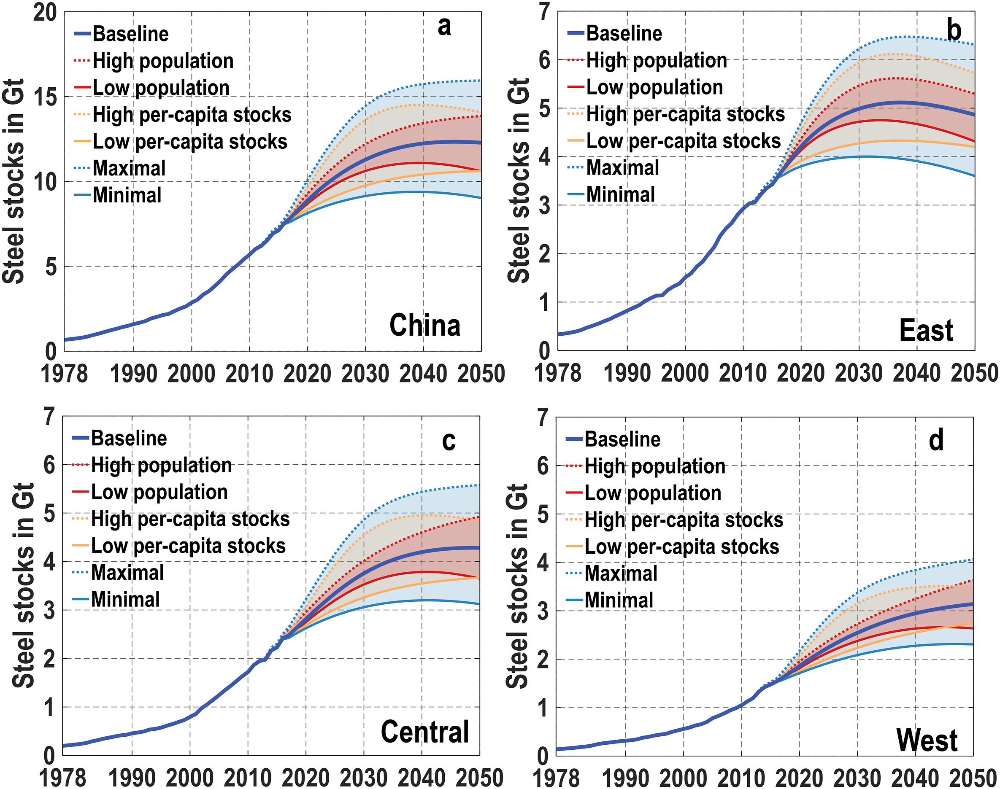 Steel stocks in Gt
20
15
10
5
0
Baseline
High population
Low population
High per-capita stocks
Low per-capita stocks
Maximal
Minimal
a
China
1978 1990 2000 2010 2020 2030 2040 2050
Steel stocks in Gt
7
6
5
4
3
2
1
0
Baseline
High population
Low population
High per-capita stocks
Low per-capita stocks
Maximal
Minimal
b
East
1978 1990 2000 2010 2020 2030 2040 2050
Steel stocks in Gt
7
6
5
4
3
2
1
0
Baseline
High population
Low population
High per-capita stocks
Low per-capita stocks
Maximal
Minimal
c
Central
1978 1990 2000 2010 2020 2030 2040 2050
Steel stocks in Gt
7
6
5
4
3
2
1
0
Baseline
High population
Low population
High per-capita stocks
Low per-capita stocks
Maximal
Minimal
d
West
1978 1990 2000 2010 2020 2030 2040 2050